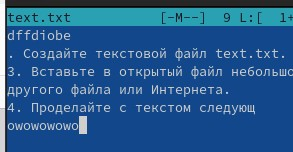 text.txt [-M--] 9 L:[ 1+
dffdiobe
. Создайте текстовой файл text.txt.
3. Вставьте в открытый файл небольшо
другого файла или Интернета.
4. Проделайте с текстом следующ
owowowowo